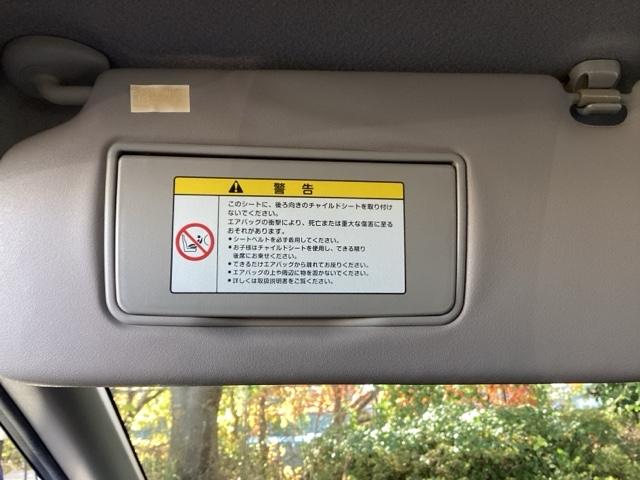 警告
このシートに、後ろ向きのチャイルドシートを取り付け
ないでください。
エアバッグの衝撃により、死亡または重大な傷害に至る
おそれがあります。
•シートベルトを必ず着用してください。
•お子様はチャイルドシートを使用し、できる限り
後席にお乗せください。
•できるだけエアバッグから離れてお座りください。
•エアバッグの上や周辺に物を置かないでください。
•詳しくは取扱説明書をご覧ください。